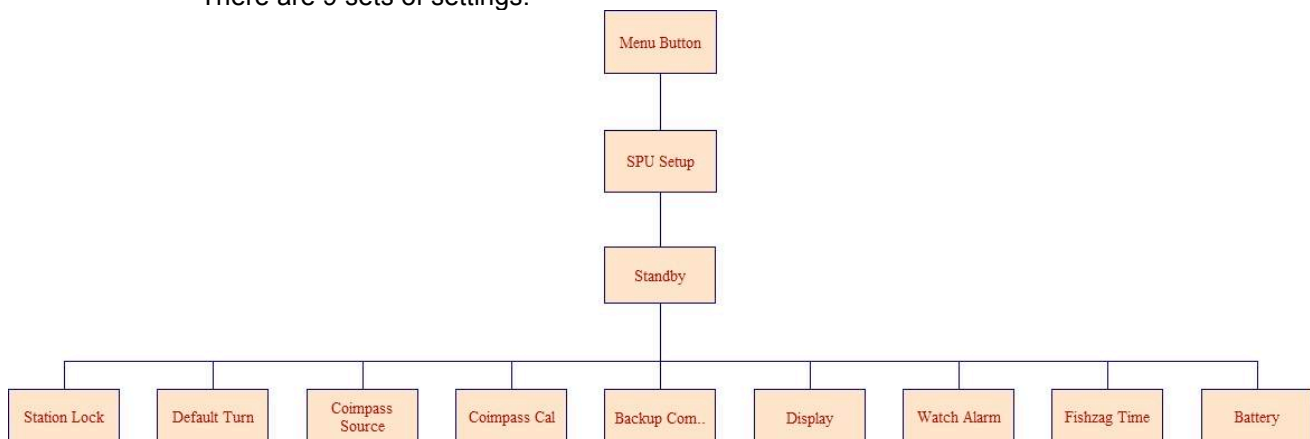 There are 9 sets of settings.
Menu Button
SPU Setup
Standby
Station Lock
Default Turn
Coimpass
Source
Coimpass Cal
Backup Com..
Display
Watch Alarm
Fishzag Time
Battery